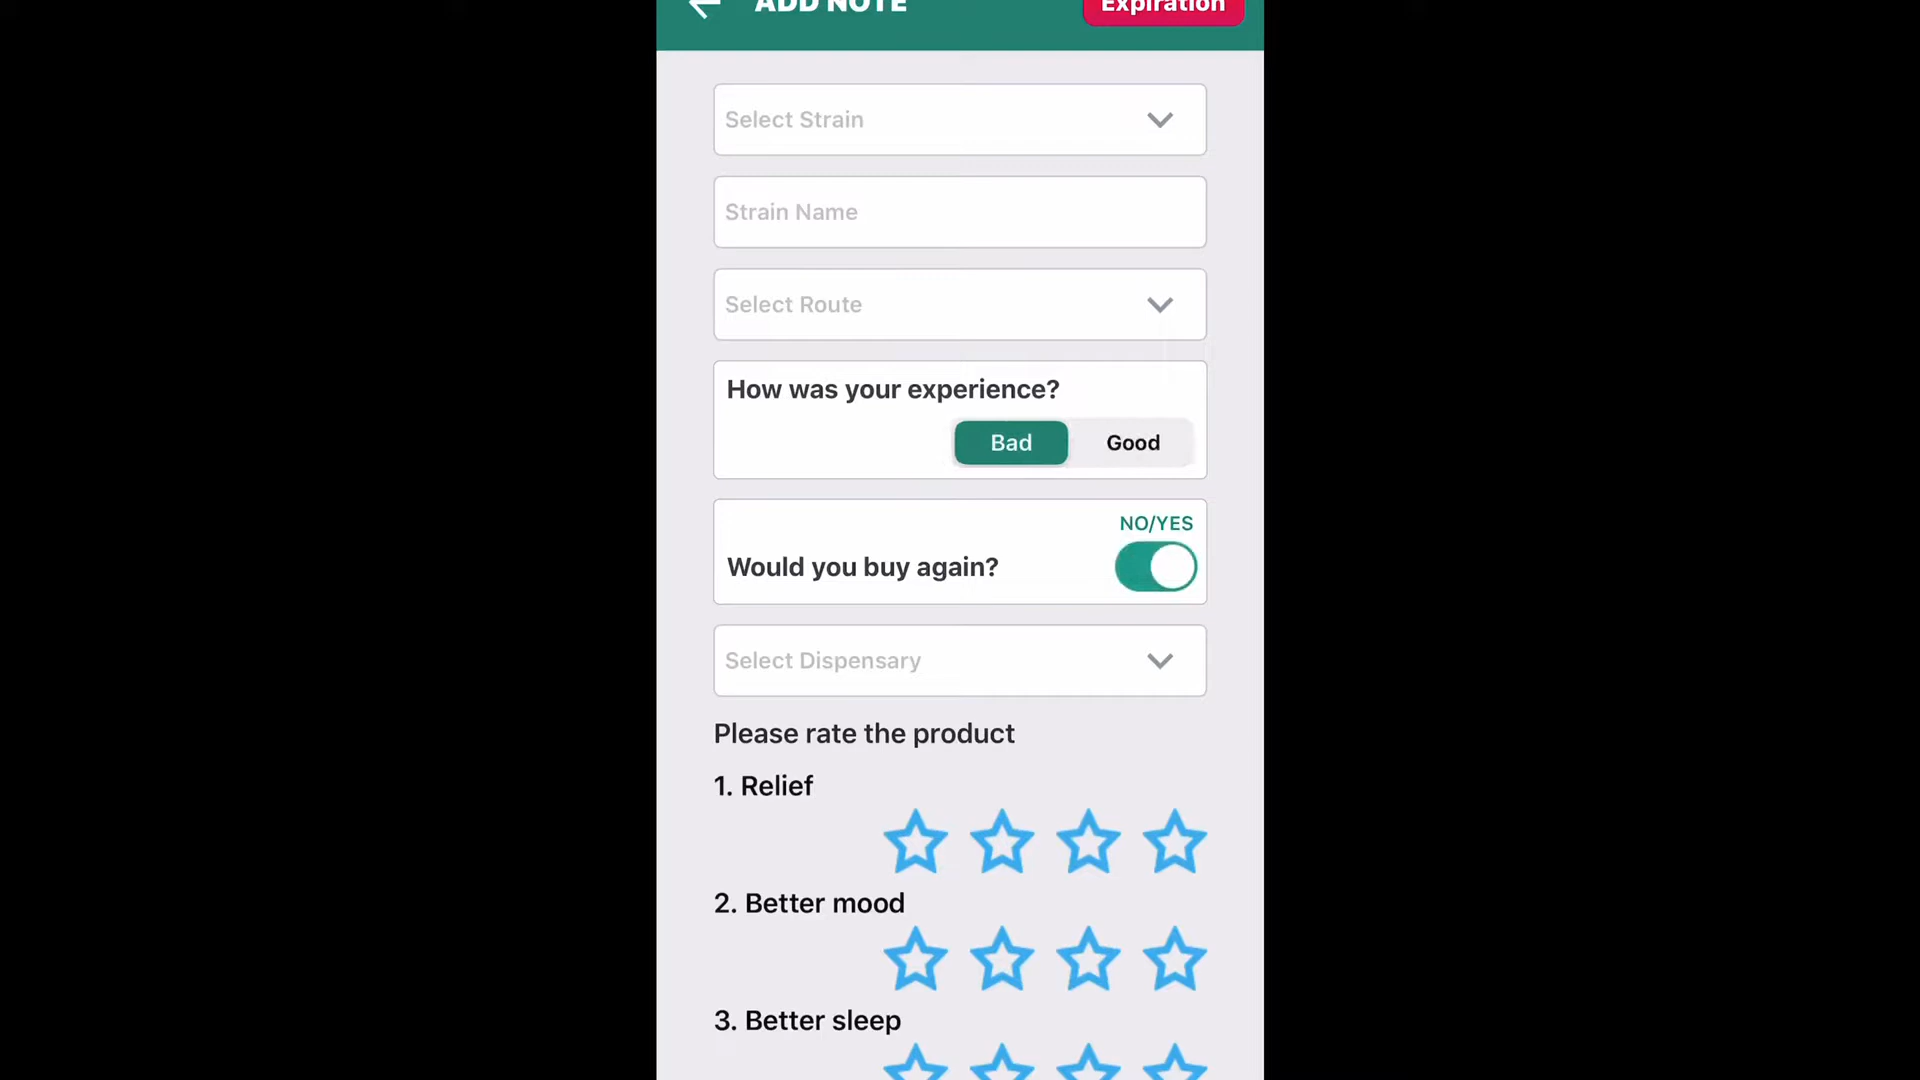 ADD NOTE
Expiration
Select Strain
Strain Name
Select Route
How was your experience?
Bad
Good
NO/YES
Would you buy again?
Select Dispensary
Please rate the product
1. Relief
2. Better mood
3. Better sleep